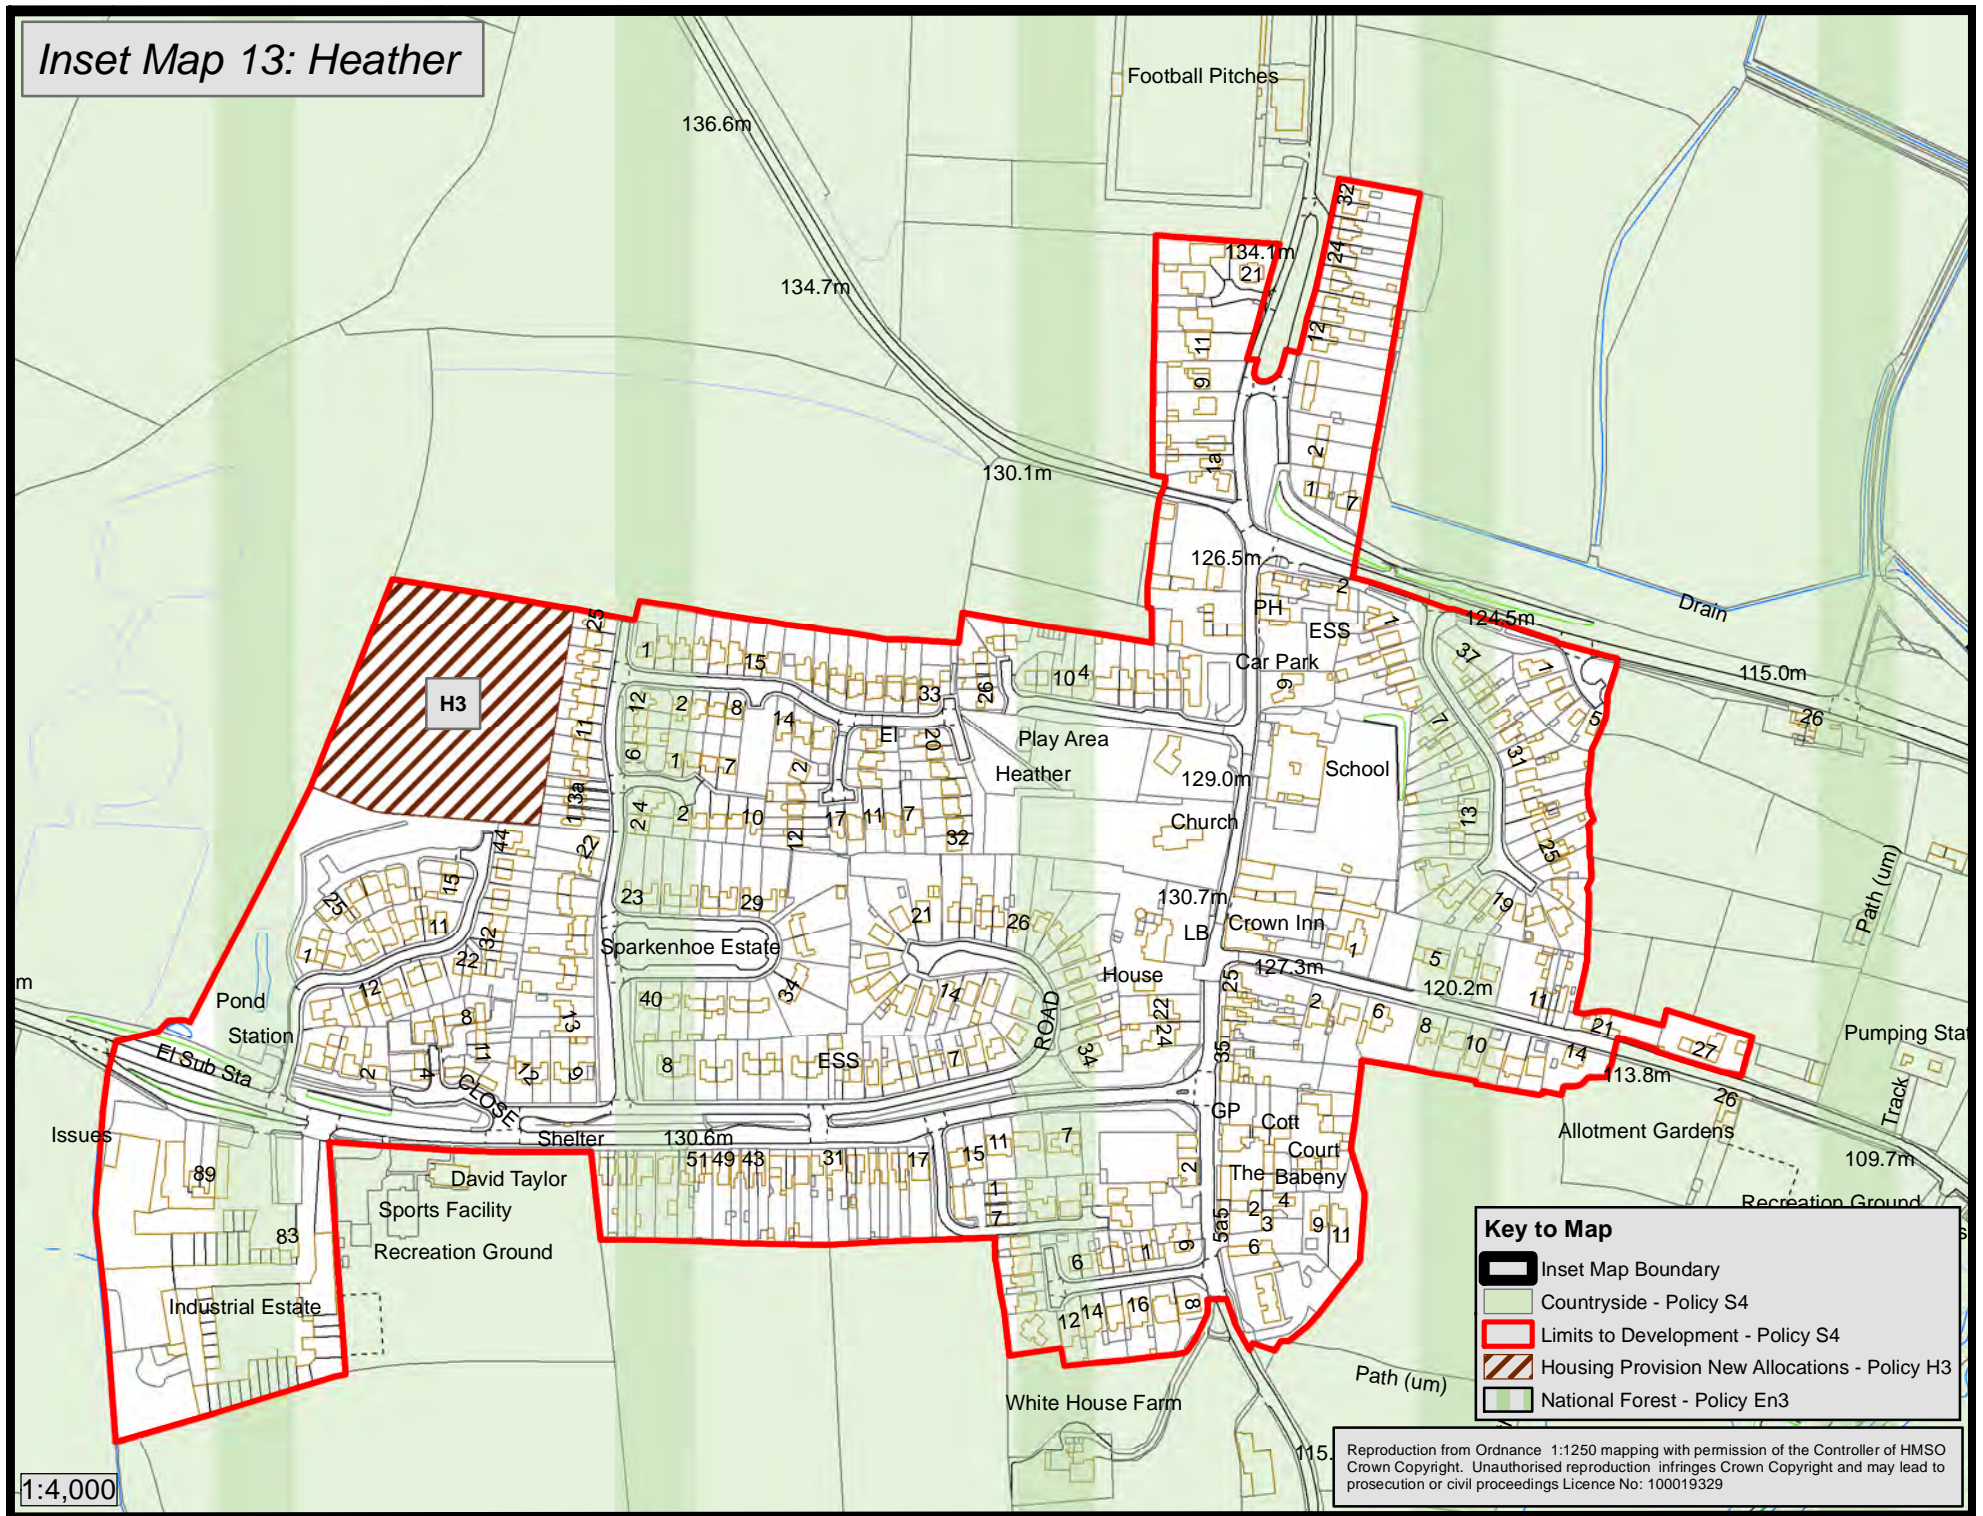 Inset Map 13: Heather
Football Pitches
136.6m
32
134.1m
24
21
134.7m
12
11
9
2
1a
130.1m
1
7
126.5m
2
Drain
PH
1
124.5m
ESS
25
1
15
10 4
Car Park
37
7
115.0m
H3
12
2
8
33
26
9
14
7
5
26
11
El
20
Play Area
6
1
7
2
Heather
129.0m
School
31
13a
24
2
10
12
17
11
7
32
Church
13
44
22
25
Path (um)
15
23
29
21
26
130.7m
19
25
11
32
Sparkenhoe Estate
LB
Crown Inn
1
1
22
34
House
127.3m
5
m
12
40
14
25
120.2m
11
Pond
Station
8
13
ROAD
22
24
2
6
8
21
Pumping Stat
El Sub Sta
11
8
ESS
7
34
35
10
14
27
2
4
12
9
CLOSE
113.8m
26
Track
Issues
Shelter
130.6m
GP
Cott
Allotment Gardens
89
David Taylor
51 49 43
31
17
15
11
7
2
Court
The Babeny
109.7m
Sports Facility
1
7
2
4
3
Recreation Ground
83
Recreation Ground
5a5
9
11
6
1
9
6
Industrial Estate
12
14
16
8
Path (um)
White House Farm
115.
Key to Map
Inset Map Boundary
Countryside - Policy S4
Limits to Development - Policy S4
Housing Provision New Allocations - Policy H3
National Forest - Policy En3
Reproduction from Ordnance 1:1250 mapping with permission of the Controller of HMSO
Crown Copyright. Unauthorised reproduction infringes Crown Copyright and may lead to
prosecution or civil proceedings Licence No: 100019329
1:4,000